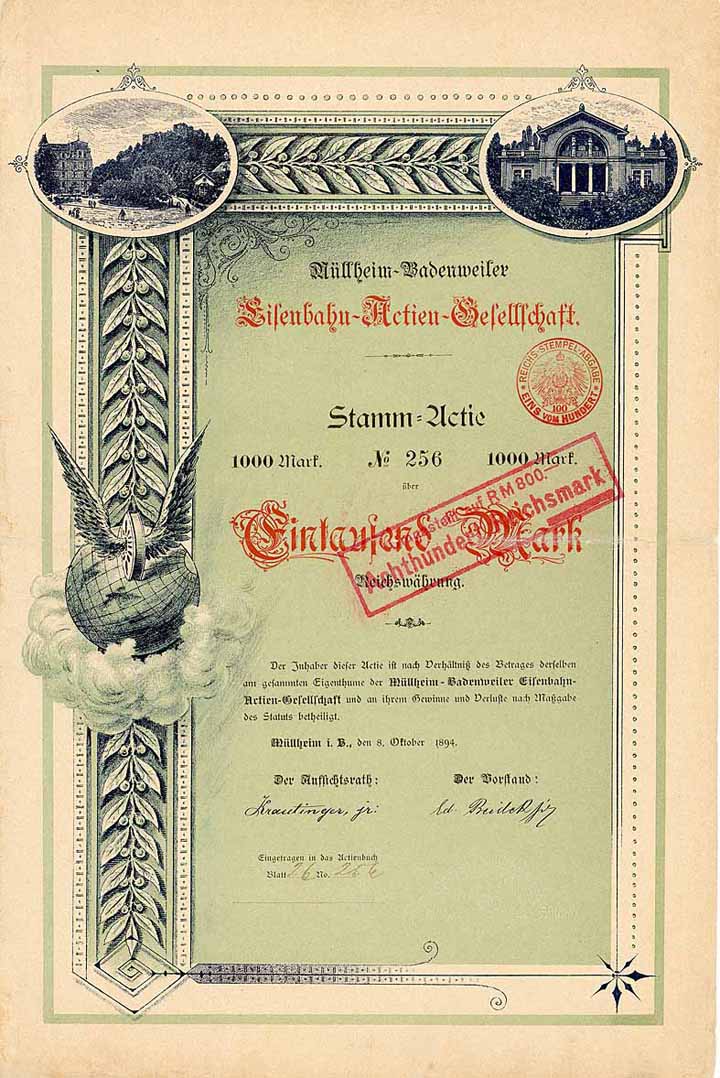 Müllheim-Badenweiler
Eisenbahn-Actien-Gesellschaft.
REICHS-STEMPEL-ABGABE
100
EINS VOM HUNDERT
Stamm-Actie
1000 Mark. No 256 1000 Mark.
über
Eintausend Mark
auf RM 800.-
Achthundert Reichsmark
Reichswährung.
Der Inhaber dieser Actie ist nach Verhältniß des Betrages derselben
am gesammten Eigenthume der Müllheim-Badenweiler Eisenbahn-
Actien-Gesellschaft und an ihrem Gewinne und Verluste nach Maßgabe
des Statuts betheiligt.
Müllheim i. B., den 8. Oktober 1894.
Der Aufsichtsrath: Der Vorstand:
Krautinger, jr. Ed.
Eingetragen in das Actienbuch
Blatt 26 No. 256